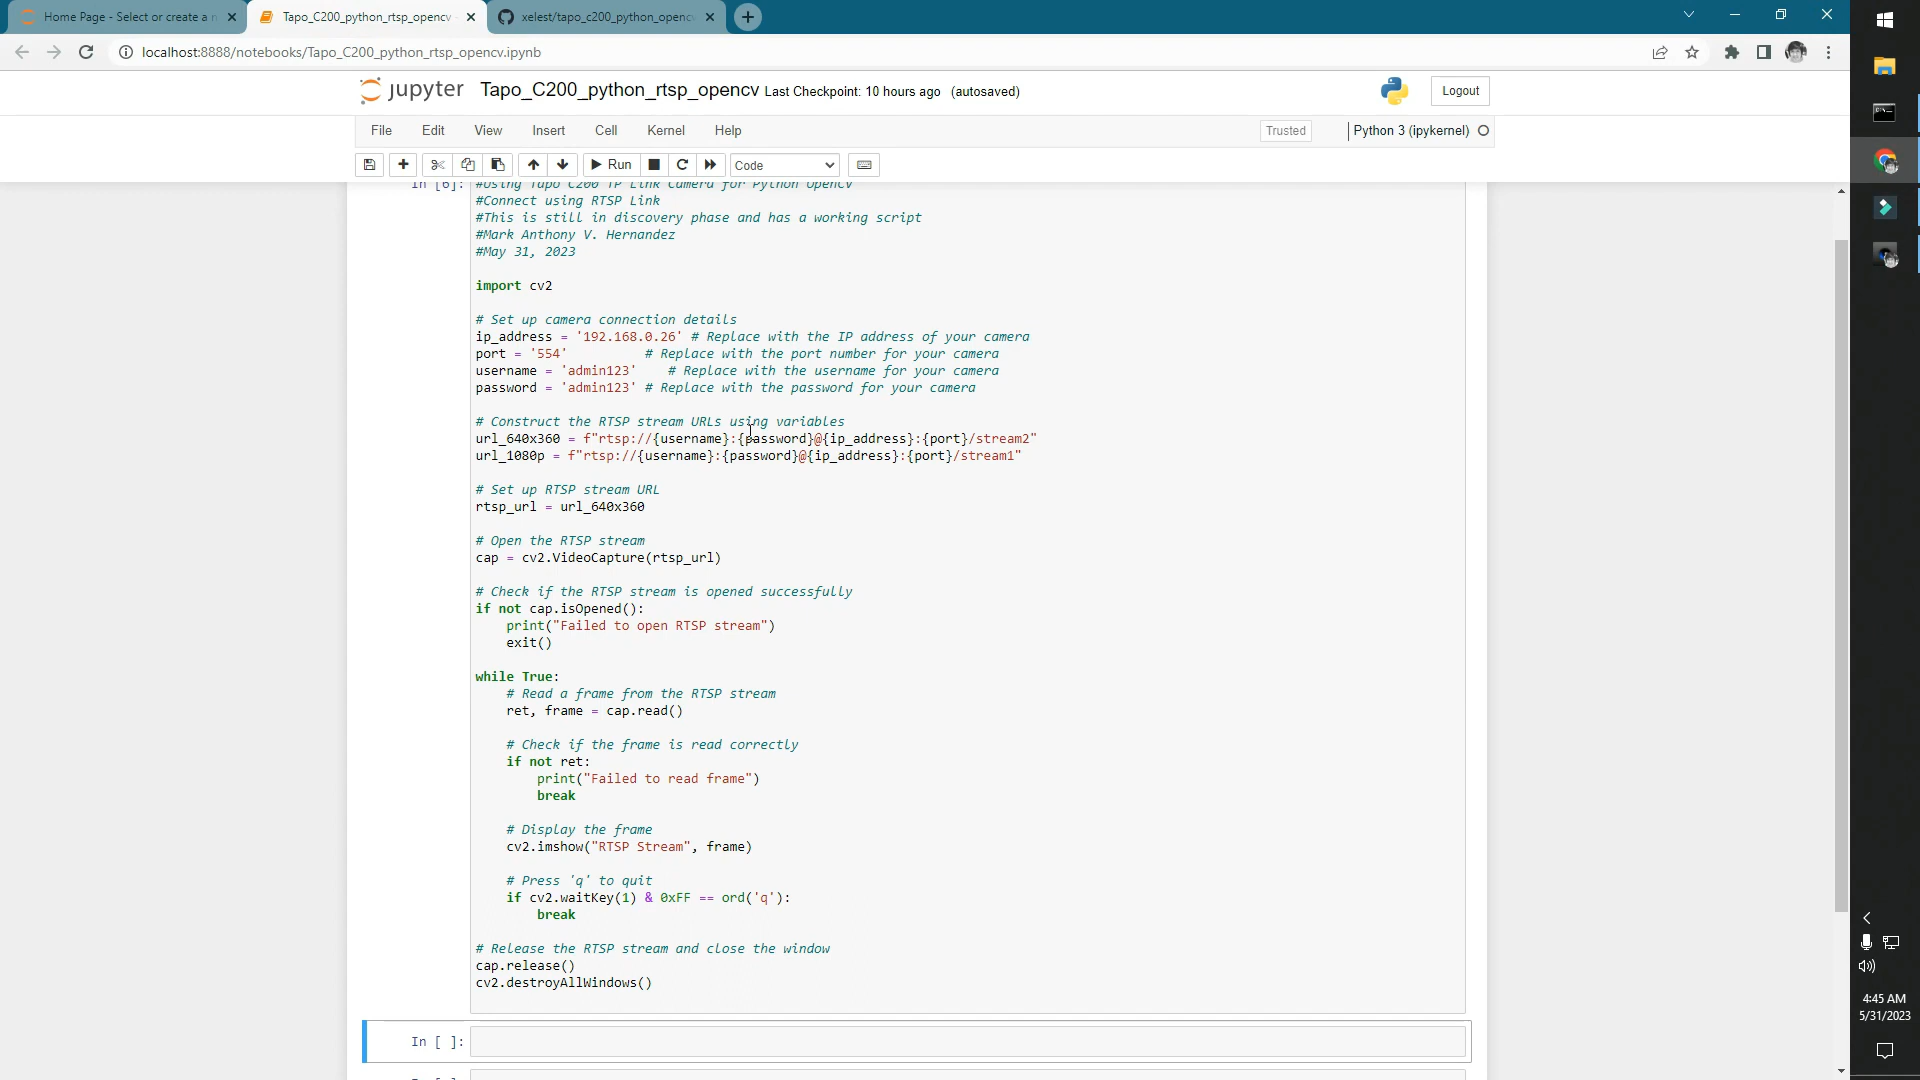 Home Page - Select or create a n
Tapo_C200_python_rtsp_opencv
xelest/tapo_c200_python_openc
localhost:8888/notebooks/Tapo_C200_python_rtsp_opencv.ipynb
jupyter Tapo_C200_python_rtsp_opencv Last Checkpoint: 10 hours ago (autosaved)
Logout
File Edit View Insert Cell Kernel Help
Trusted
Python 3 (ipykernel)
Run
Code
In [6]: #Using Tapo C200 TP Link Camera for Python OpenCV
#Connect using RTSP Link
#This is still in discovery phase and has a working script
#Mark Anthony V. Hernandez
#May 31, 2023
import cv2
# Set up camera connection details
ip_address = '192.168.0.26' # Replace with the IP address of your camera
port = '554' # Replace with the port number for your camera
username = 'admin123' # Replace with the username for your camera
password = 'admin123' # Replace with the password for your camera
# Construct the RTSP stream URLs using variables
url_640x360 = f"rtsp://{username}:{password}@{ip_address}:{port}/stream2"
url_1080p = f"rtsp://{username}:{password}@{ip_address}:{port}/stream1"
# Set up RTSP stream URL
rtsp_url = url_640x360
# Open the RTSP stream
cap = cv2.VideoCapture(rtsp_url)
# Check if the RTSP stream is opened successfully
if not cap.isOpened():
print("Failed to open RTSP stream")
exit()
while True:
# Read a frame from the RTSP stream
ret, frame = cap.read()
# Check if the frame is read correctly
if not ret:
print("Failed to read frame")
break
# Display the frame
cv2.imshow("RTSP Stream", frame)
# Press 'q' to quit
if cv2.waitKey(1) & 0xFF == ord('q'):
break
# Release the RTSP stream and close the window
cap.release()
cv2.destroyAllWindows()
In [ ]:
4:45 AM
5/31/2023